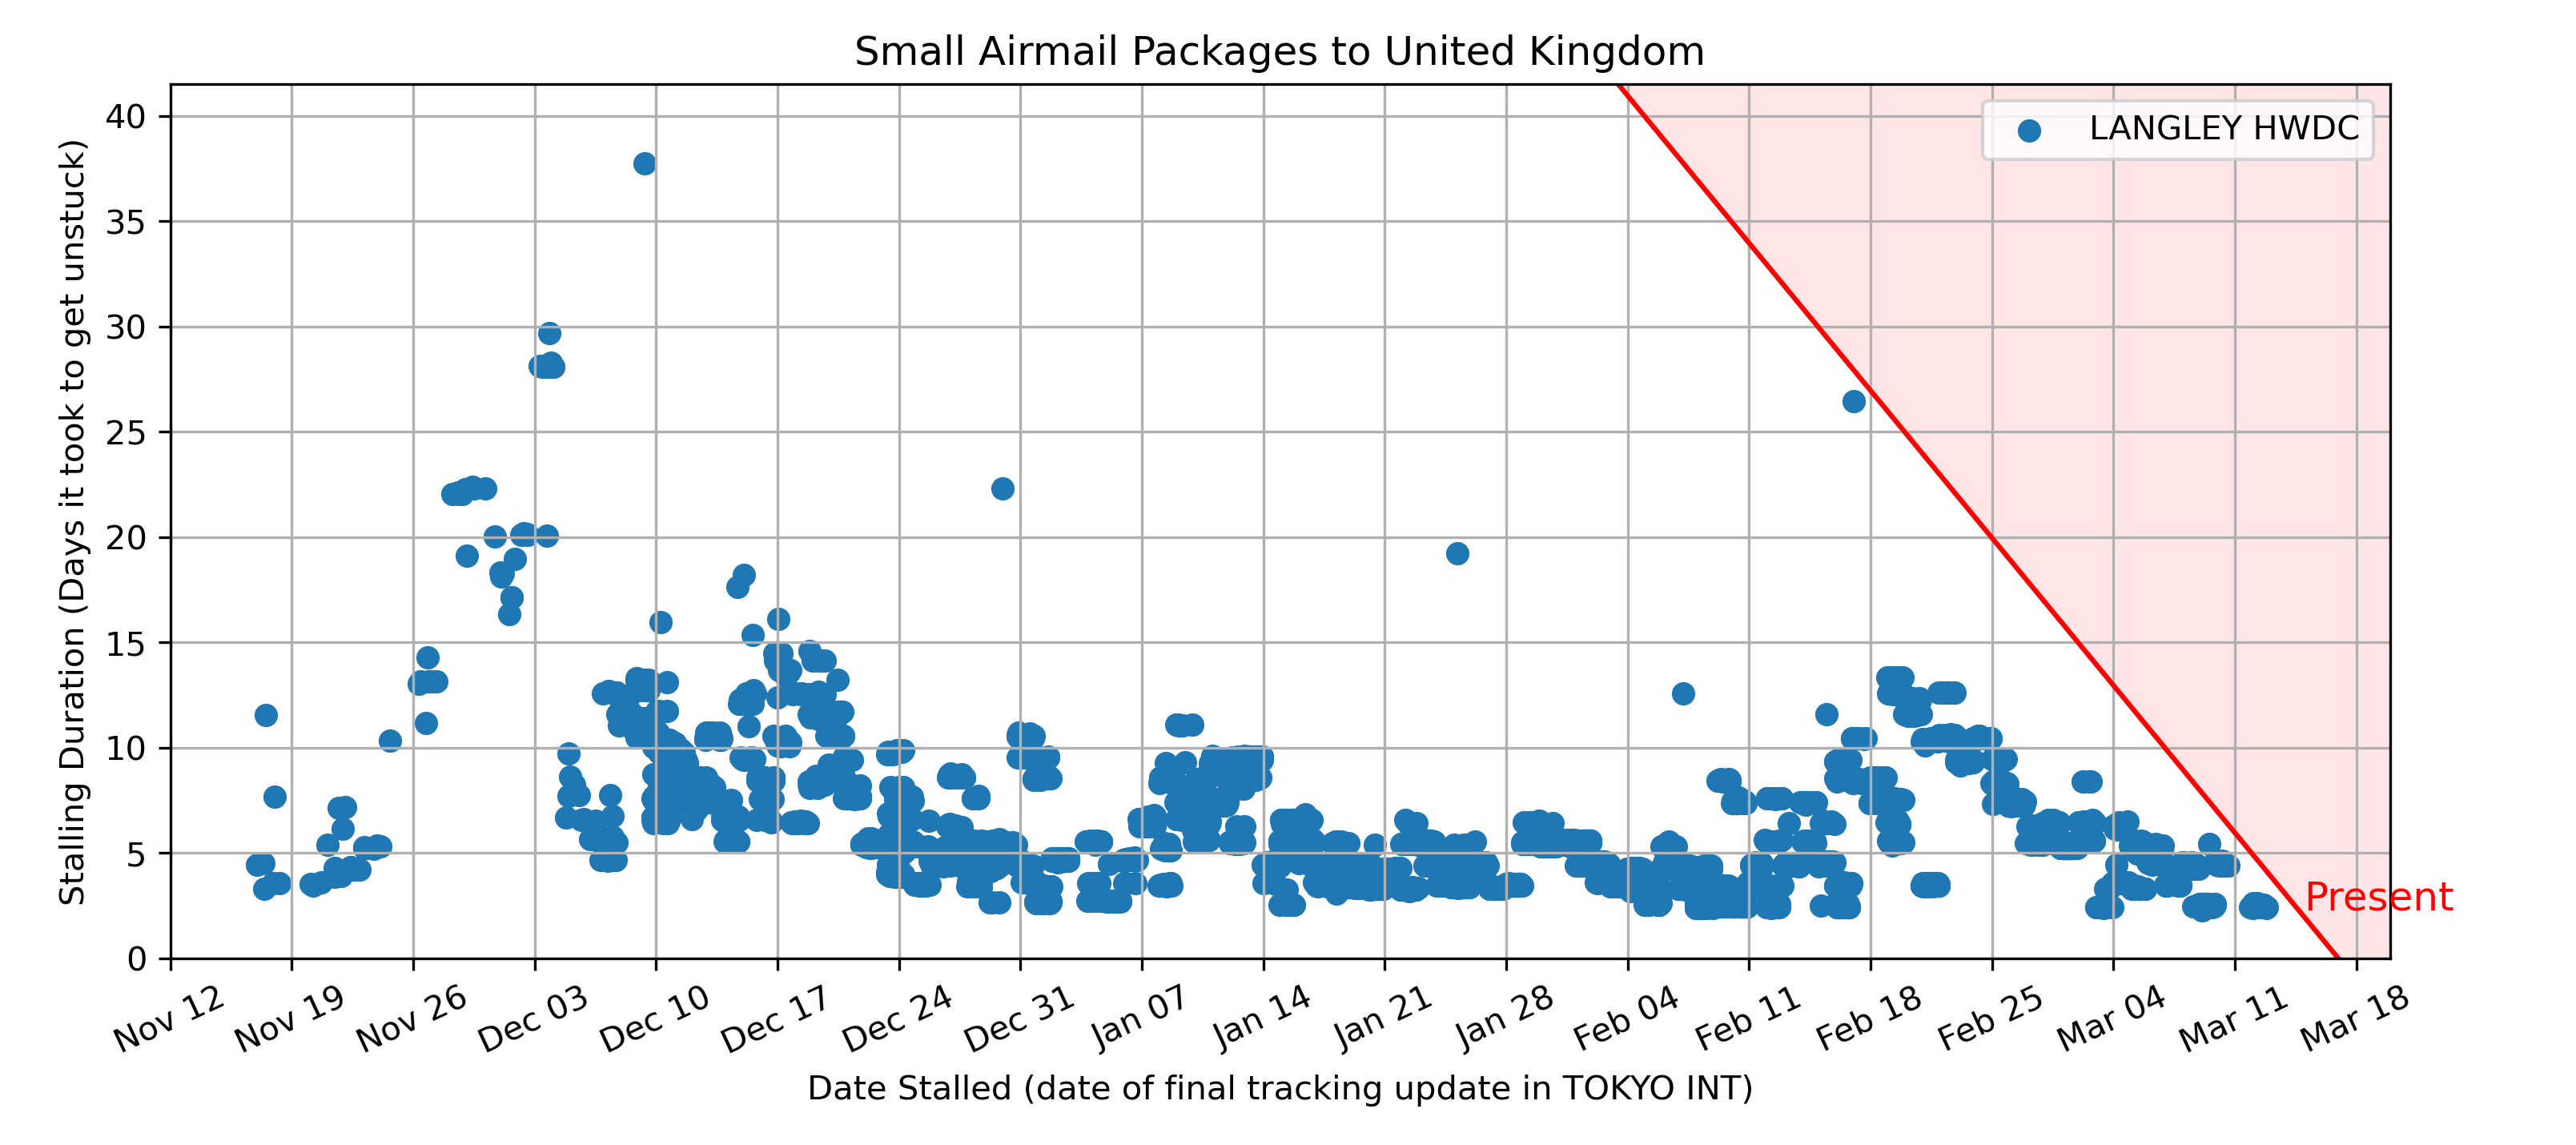 Small Airmail Packages to United Kingdom
LANGLEY HWDC
Stalling Duration (Days it took to get unstuck)
40
35
30
25
20
15
10
5
0
Present
Nov 12 Nov 19 Nov 26 Dec 03 Dec 10 Dec 17 Dec 24 Dec 31 Jan 07 Jan 14 Jan 21 Jan 28 Feb 04 Feb 11 Feb 18 Feb 25 Mar 04 Mar 11 Mar 18
Date Stalled (date of final tracking update in TOKYO INT)